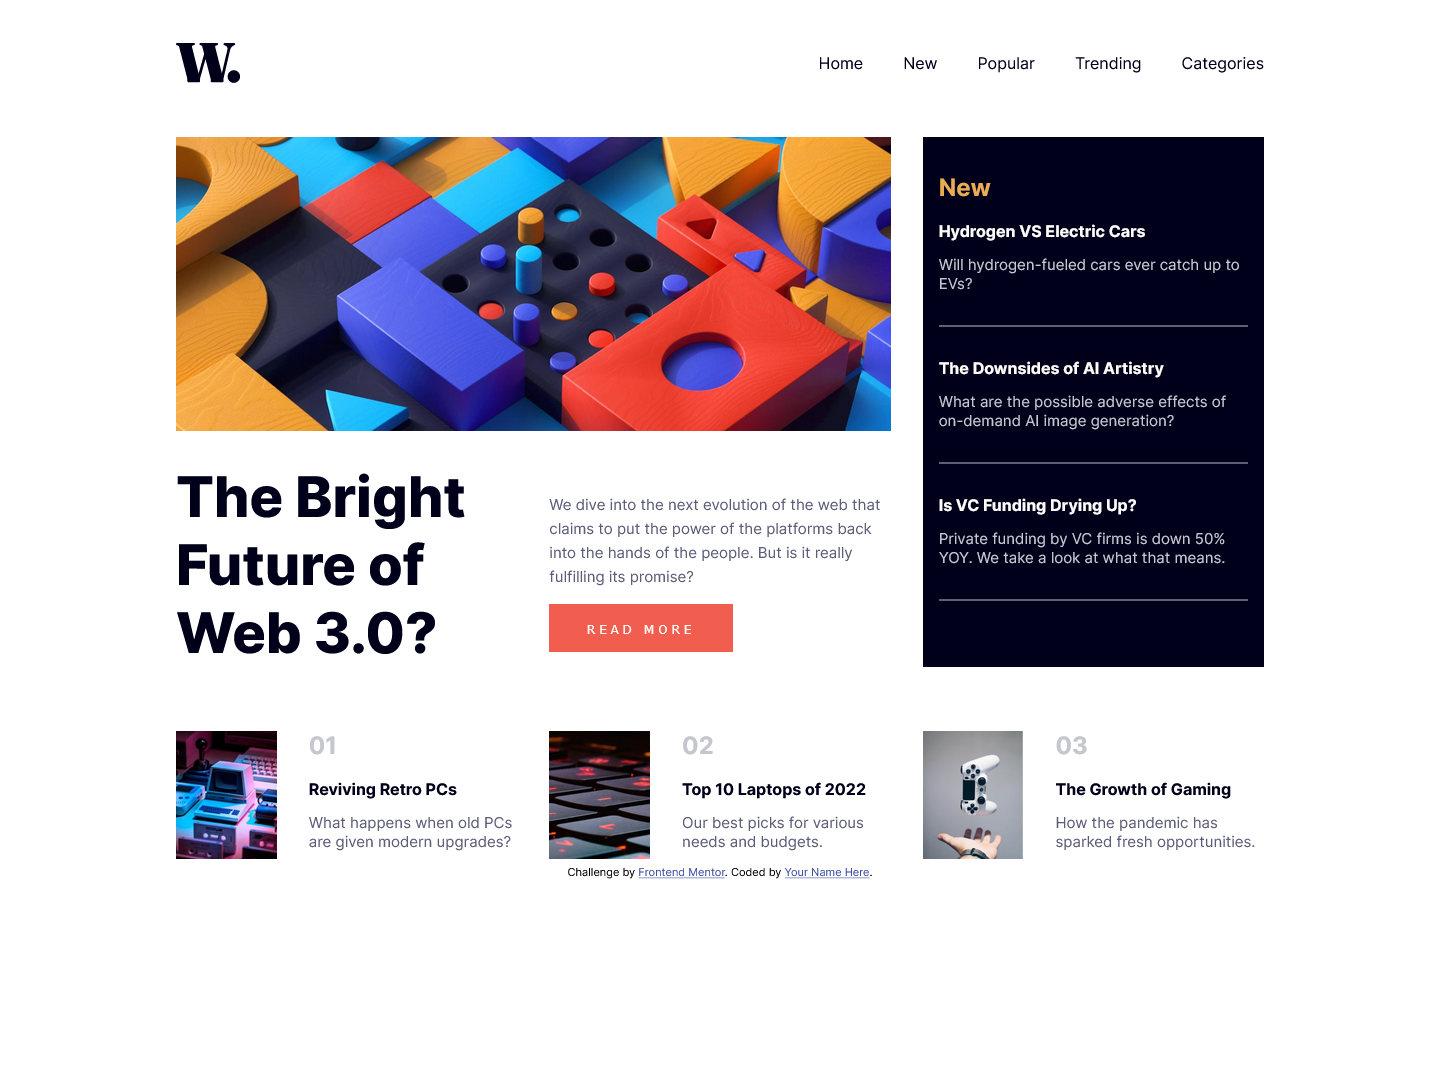 W.
Home New Popular Trending Categories
The Bright
Future of
Web 3.0?
We dive into the next evolution of the web that
claims to put the power of the platforms back
into the hands of the people. But is it really
fulfilling its promise?
READ MORE
New
Hydrogen VS Electric Cars
Will hydrogen-fueled cars ever catch up to
EVs?
The Downsides of AI Artistry
What are the possible adverse effects of
on-demand AI image generation?
Is VC Funding Drying Up?
Private funding by VC firms is down 50%
YOY. We take a look at what that means.
01
Reviving Retro PCs
What happens when old PCs
are given modern upgrades?
02
Top 10 Laptops of 2022
Our best picks for various
needs and budgets.
03
The Growth of Gaming
How the pandemic has
sparked fresh opportunities.
Challenge by Frontend Mentor. Coded by Your Name Here.